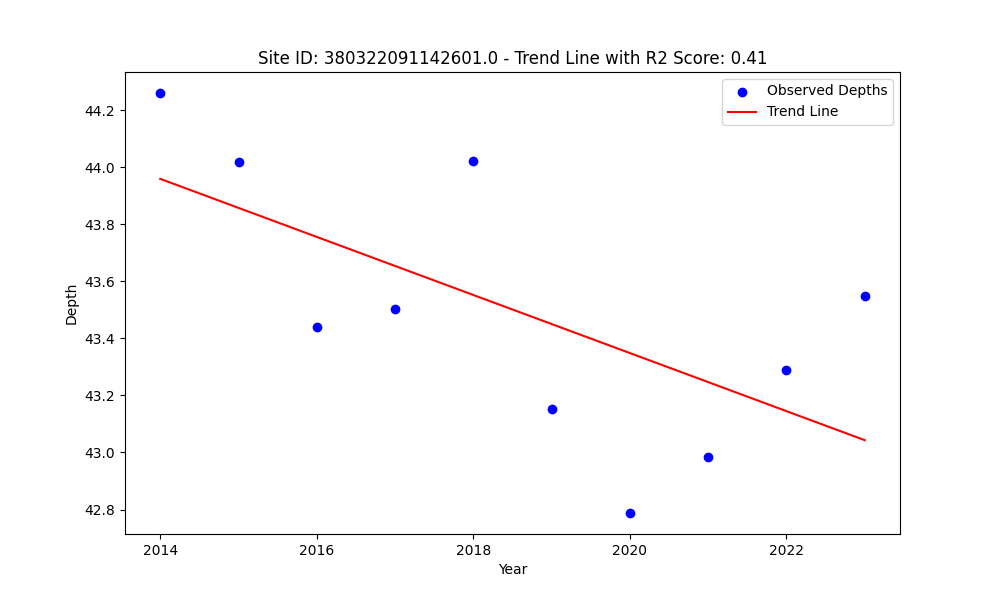 Site ID: 380322091142601.0 - Trend Line with R2 Score: 0.41
Observed Depths
Trend Line
44.2
44.0
43.8
43.6
43.4
43.2
43.0
42.8
Depth
2014
2016
2018
2020
2022
Year